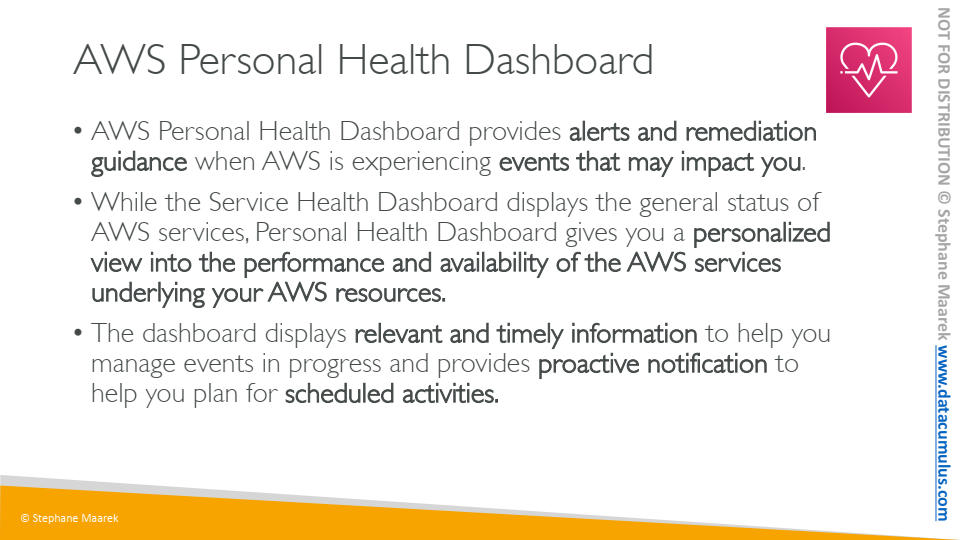 AWS Personal Health Dashboard
• AWS Personal Health Dashboard provides alerts and remediation
guidance when AWS is experiencing events that may impact you.
• While the Service Health Dashboard displays the general status of
AWS services, Personal Health Dashboard gives you a personalized
view into the performance and availability of the AWS services
underlying your AWS resources.
• The dashboard displays relevant and timely information to help you
manage events in progress and provides proactive notification to
help you plan for scheduled activities.
© Stephane Maarek
NOT FOR DISTRIBUTION © Stephane Maarek www.datacumulus.com